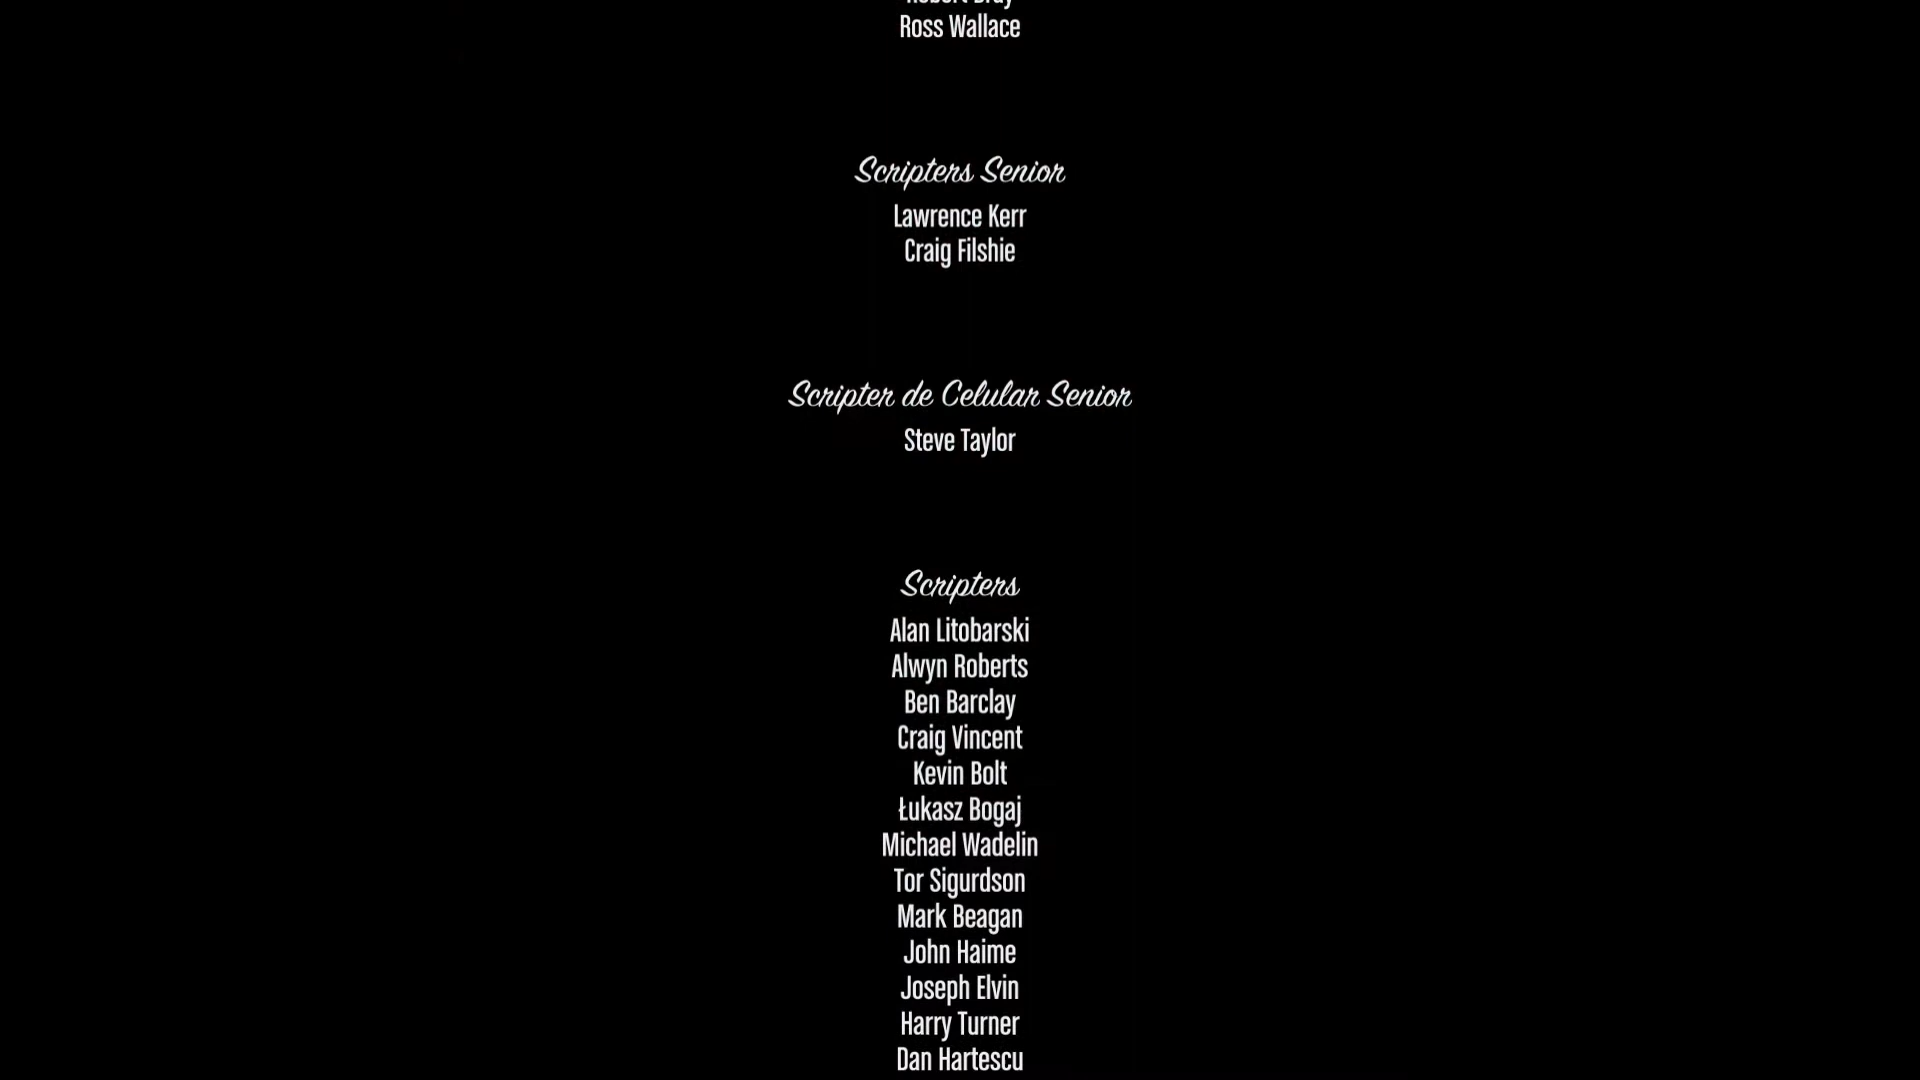 Ross Wallace
Scripters Senior
Lawrence Kerr
Craig Filshie
Scripter de Celular Senior
Steve Taylor
Scripters
Alan Litobarski
Alwyn Roberts
Ben Barclay
Craig Vincent
Kevin Bolt
Łukasz Bogaj
Michael Wadelin
Tor Sigurdson
Mark Beagan
John Haime
Joseph Elvin
Harry Turner
Dan Hartescu